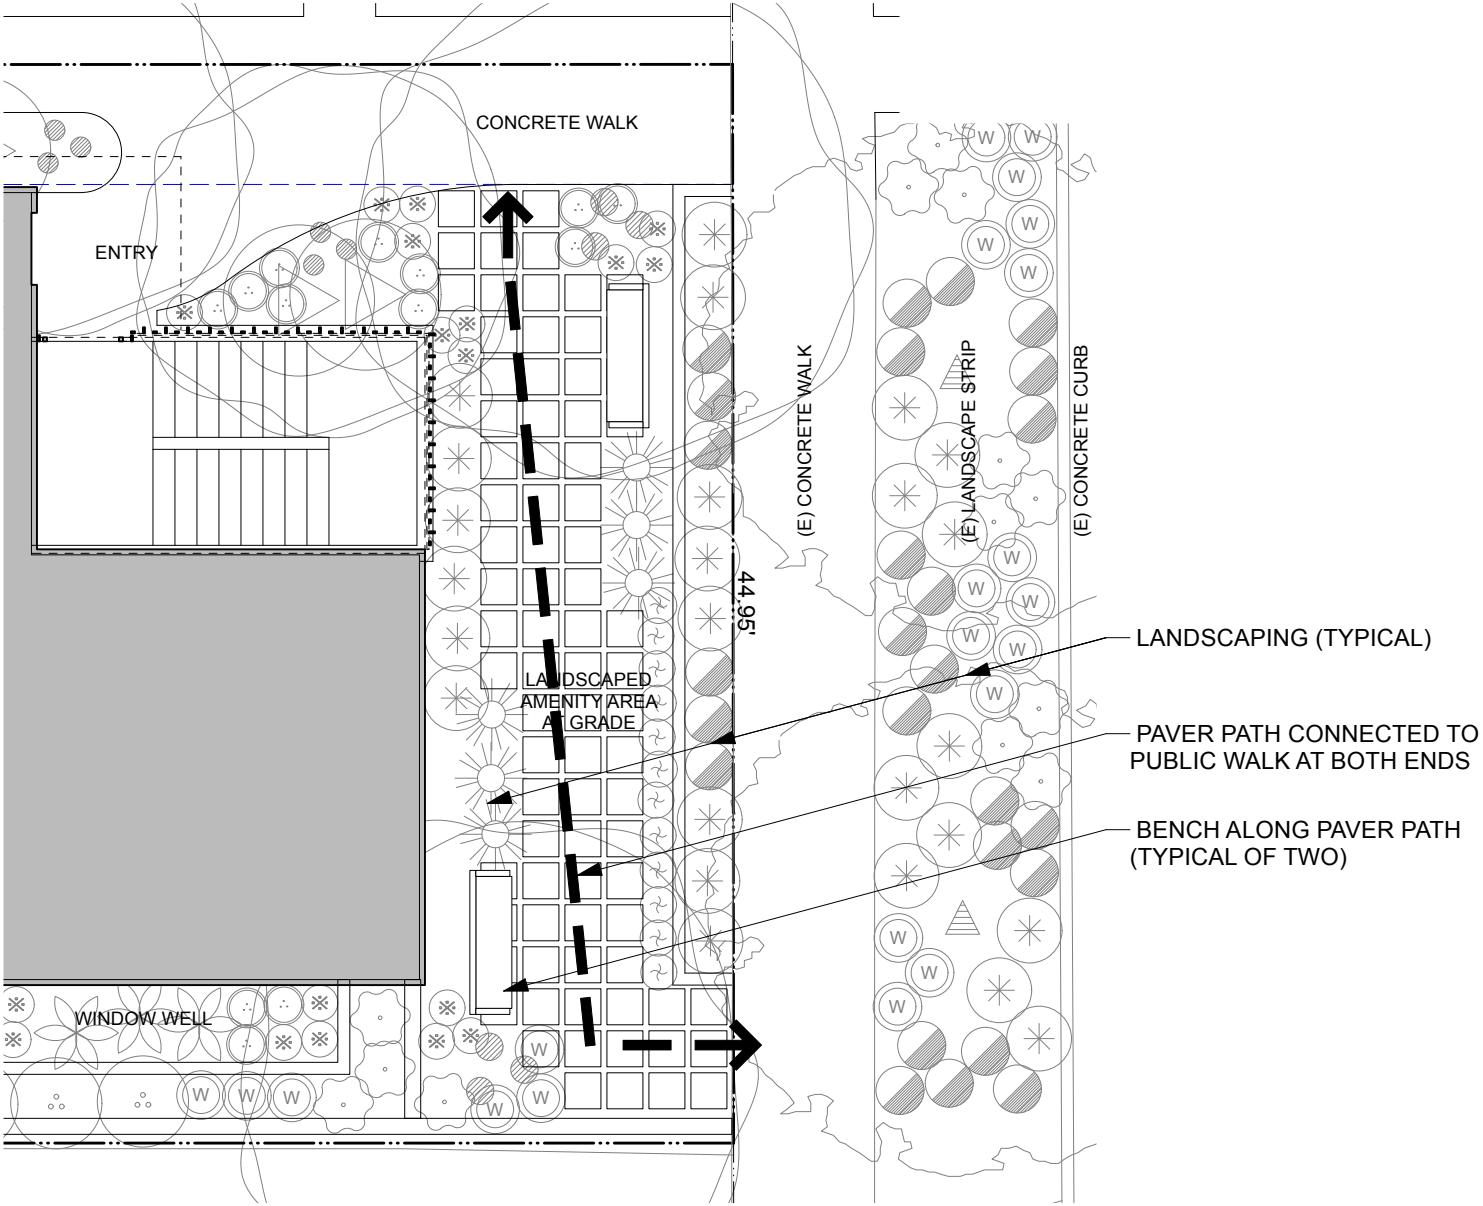 CONCRETE WALK
ENTRY
(E) CONCRETE WALK
(E) LANDSCAPE STRIP
(E) CONCRETE CURB
W
W
W
W
W
W
44.95'
W
W
W
W
W
W
LANDSCAPING (TYPICAL)
LANDSCAPED
AMENITY AREA
AT GRADE
PAVER PATH CONNECTED TO
PUBLIC WALK AT BOTH ENDS
BENCH ALONG PAVER PATH
(TYPICAL OF TWO)
W
W
W
WINDOW WELL
W
W
W
W
W
W